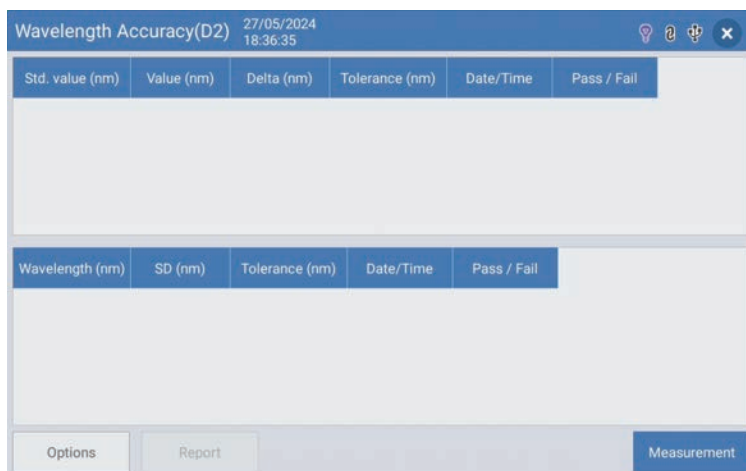 Wavelength Accuracy(D2) 27/05/2024
18:36:35
Std. value (nm) Value (nm) Delta (nm) Tolerance (nm) Date/Time Pass / Fail
Wavelength (nm) SD (nm) Tolerance (nm) Date/Time Pass / Fail
Options Report Measurement